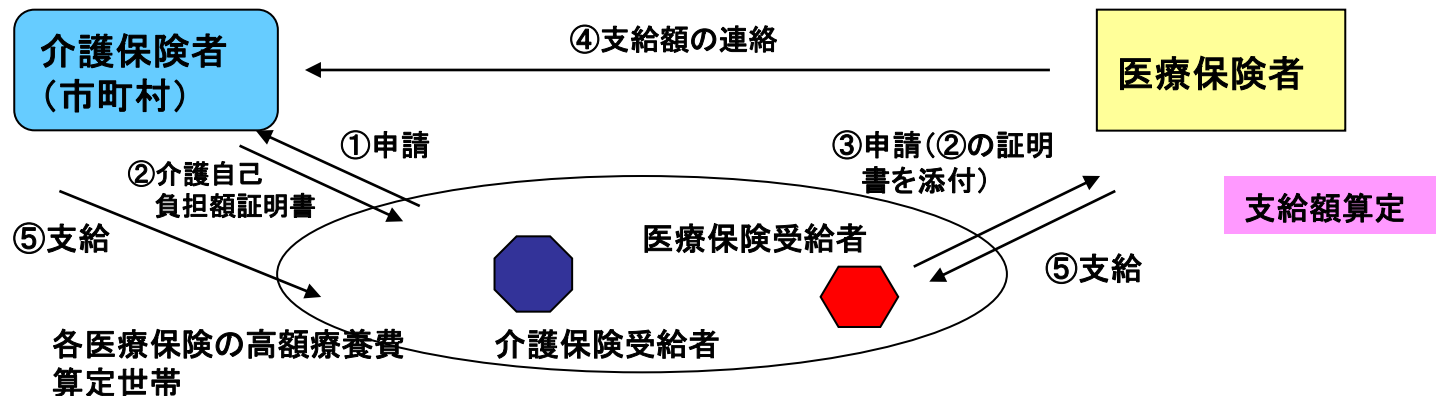 介護保険者
（市町村）
④支給額の連絡
医療保険者
①申請
②介護自己
負担額証明書
③申請（②の証明
書を添付）
支給額算定
⑤支給
医療保険受給者
⑤支給
介護保険受給者
各医療保険の高額療養費
算定世帯